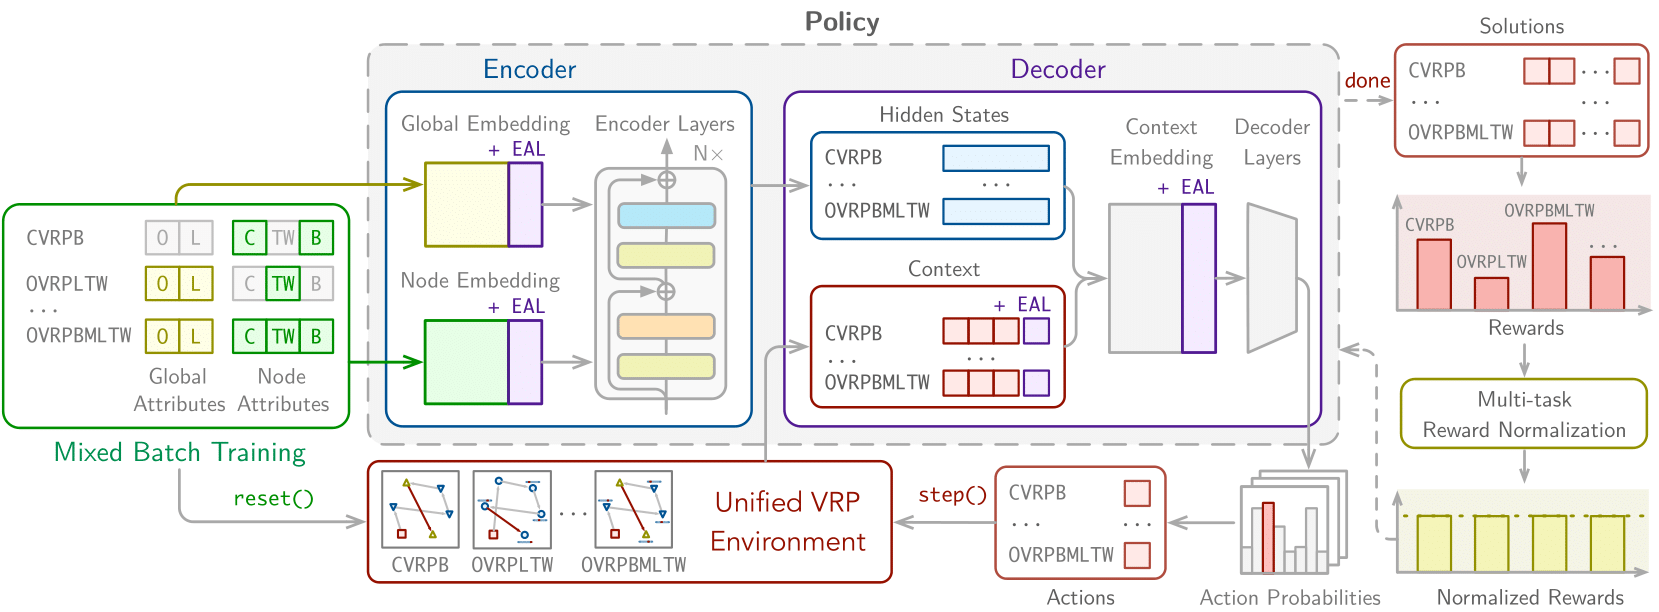 Policy
Encoder
Global Embedding
+ EAL
Encoder Layers
N×
Node Embedding
+ EAL
Decoder
Hidden States
CVRPB
...
OVRPBMLTW
Context
+ EAL
CVRPB
...
...
OVRPBMLTW
Context
Embedding
+ EAL
Decoder
Layers
done
Solutions
CVRPB
...
...
...
OVRPBMLTW
...
CVRPB
OVRPLTW
OVRPBMLTW
...
Rewards
Multi-task
Reward Normalization
Normalized Rewards
CVRPB O L C TW B
OVRPLTW O L C TW B
...
OVRPBMLTW O L C TW B
Global
Attributes
Node
Attributes
Mixed Batch Training
reset()
CVRPB
OVRPLTW
...
OVRPBMLTW
Unified VRP
Environment
step()
CVRPB
...
...
OVRPBMLTW
Actions
Action Probabilities